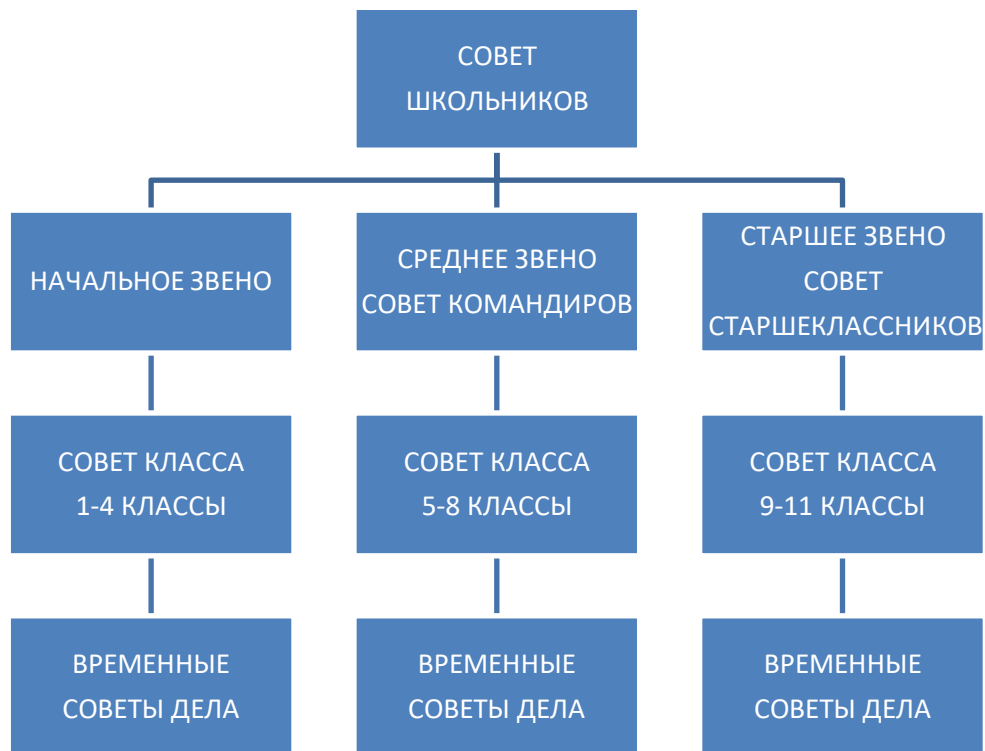 СОВЕТ
ШКОЛЬНИКОВ
НАЧАЛЬНОЕ ЗВЕНО
СРЕДНЕЕ ЗВЕНО
СОВЕТ КОМАНДИРОВ
СТАРШЕЕ ЗВЕНО
СОВЕТ
СТАРШЕКЛАССНИКОВ
СОВЕТ КЛАССА
1-4 КЛАССЫ
СОВЕТ КЛАССА
5-8 КЛАССЫ
СОВЕТ КЛАССА
9-11 КЛАССЫ
ВРЕМЕННЫЕ
СОВЕТЫ ДЕЛА
ВРЕМЕННЫЕ
СОВЕТЫ ДЕЛА
ВРЕМЕННЫЕ
СОВЕТЫ ДЕЛА